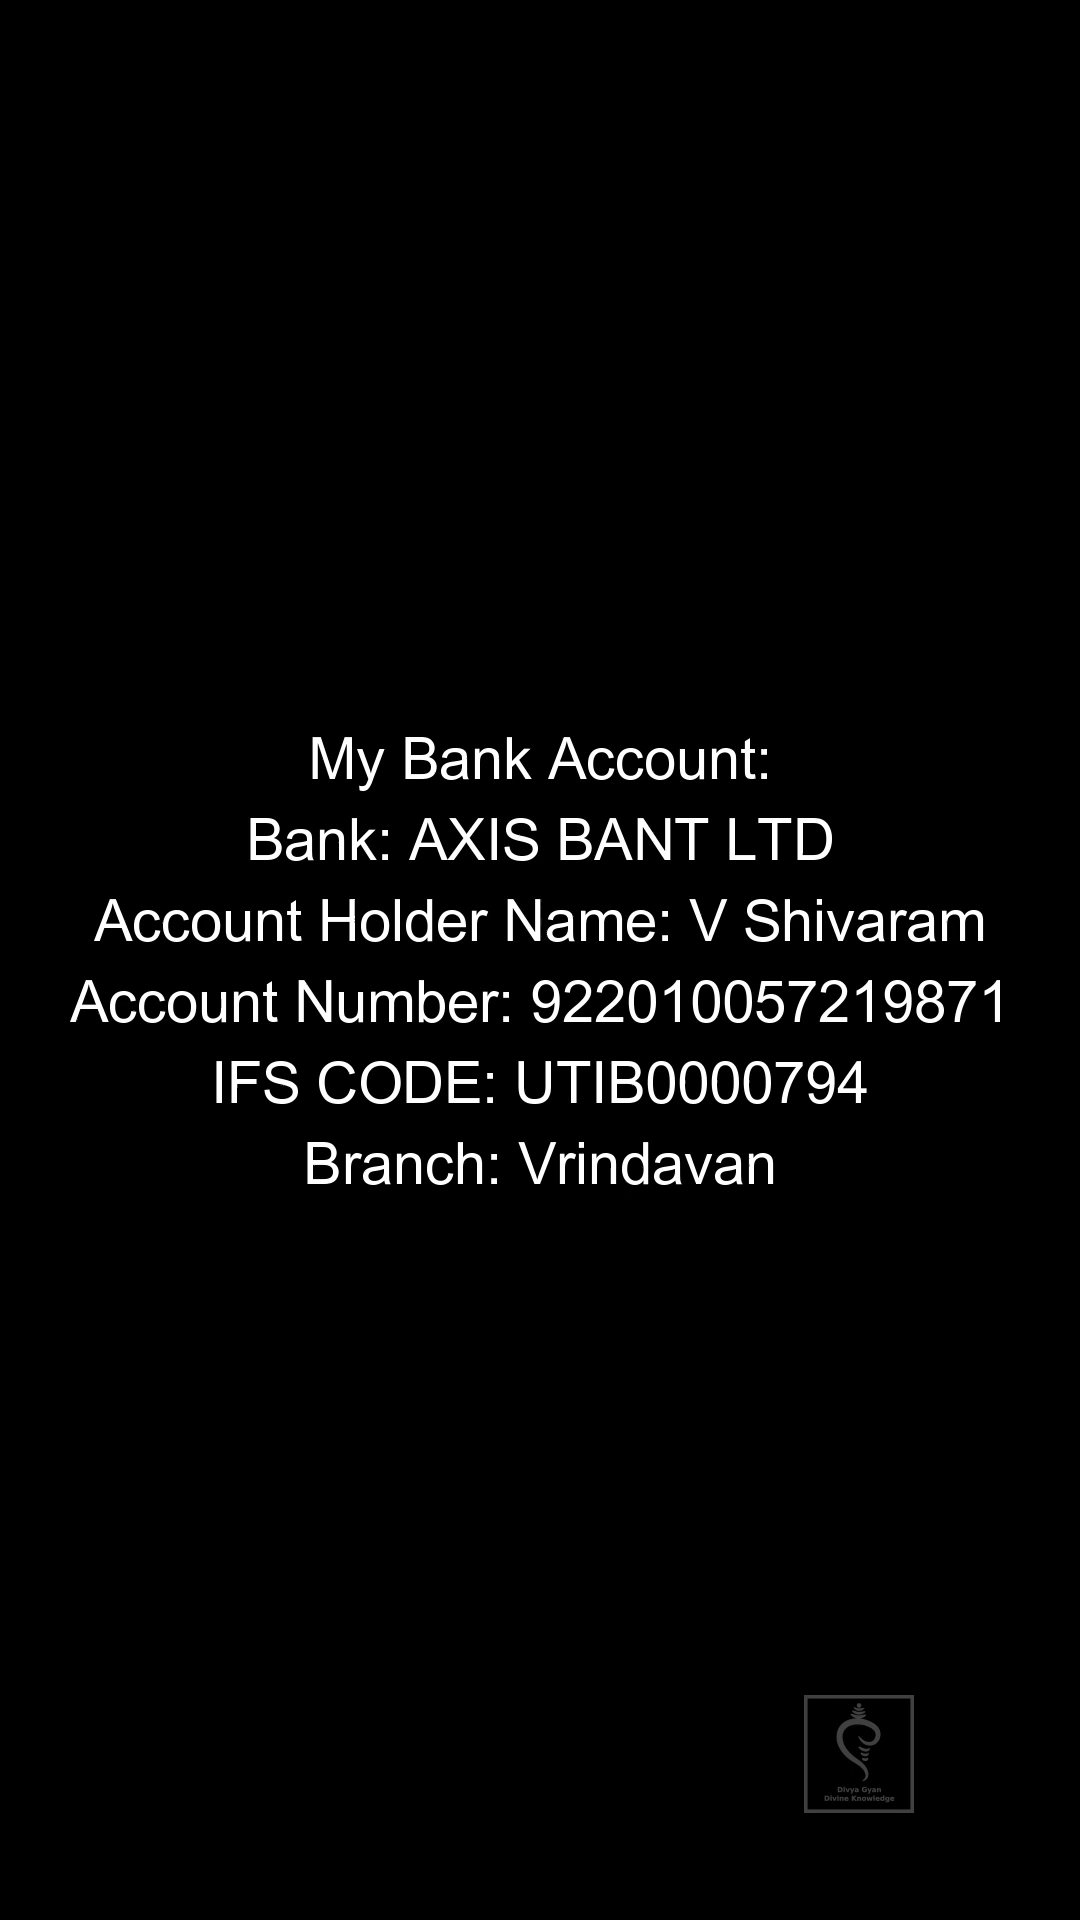 My Bank Account:
Bank: AXIS BANT LTD
Account Holder Name: V Shivaram
Account Number: 922010057219871
IFS CODE: UTIB0000794
Branch: Vrindavan
Divya Gyan
Divine Knowledge